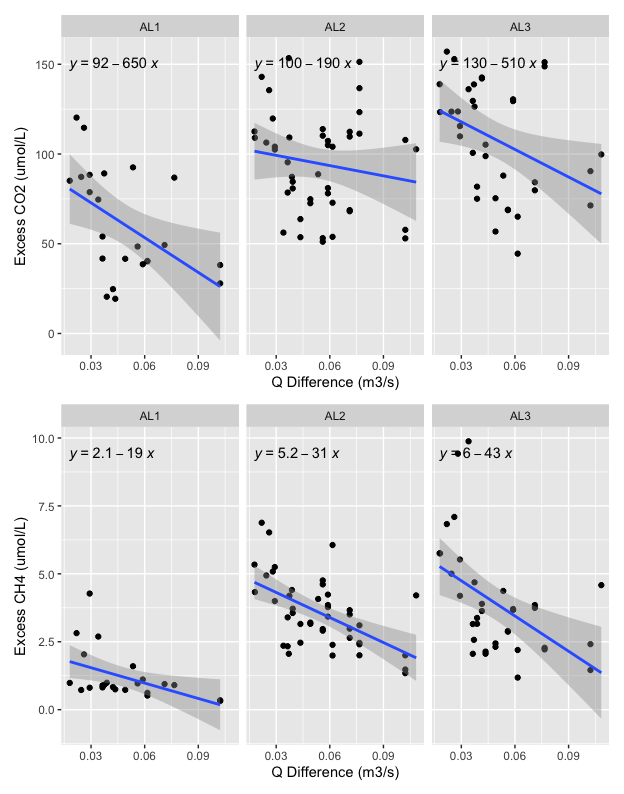 AL1 AL2 AL3
y = 92 – 650 x y = 100 – 190 x y = 130 – 510 x
150
100
50
0
Excess CO2 (umol/L)
0.03 0.06 0.09 0.03 0.06 0.09 0.03 0.06 0.09
Q Difference (m3/s)
AL1 AL2 AL3
10.0
y = 2.1 – 19 x y = 5.2 – 31 x y = 6 – 43 x
7.5
5.0
2.5
0.0
Excess CH4 (umol/L)
0.03 0.06 0.09 0.03 0.06 0.09 0.03 0.06 0.09
Q Difference (m3/s)